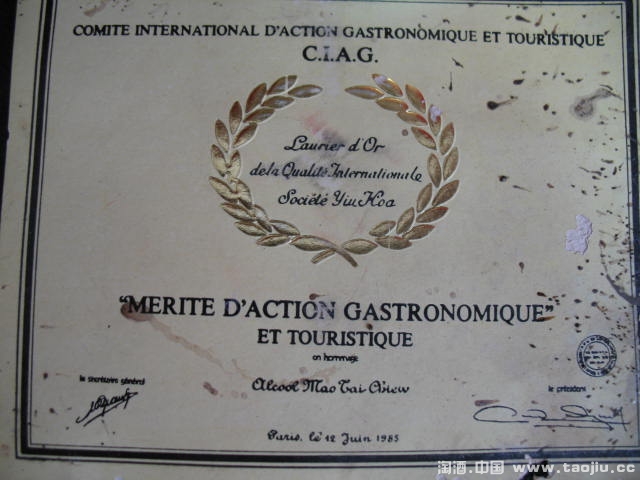 COMITE INTERNATIONAL D'ACTION GASTRONOMIQUE ET TOURISTIQUE
C.I.A.G.
Laurier d'Or
de la Qualité Internationale
Société Yiu Koa
"MERITE D'ACTION GASTRONOMIQUE"
ET TOURISTIQUE
en hommage
le secrétaire général
Alcool Mao Tai Chiew
le président
Paris, le 12 Juin 1985
淘酒.中国 www.taojiu.cc